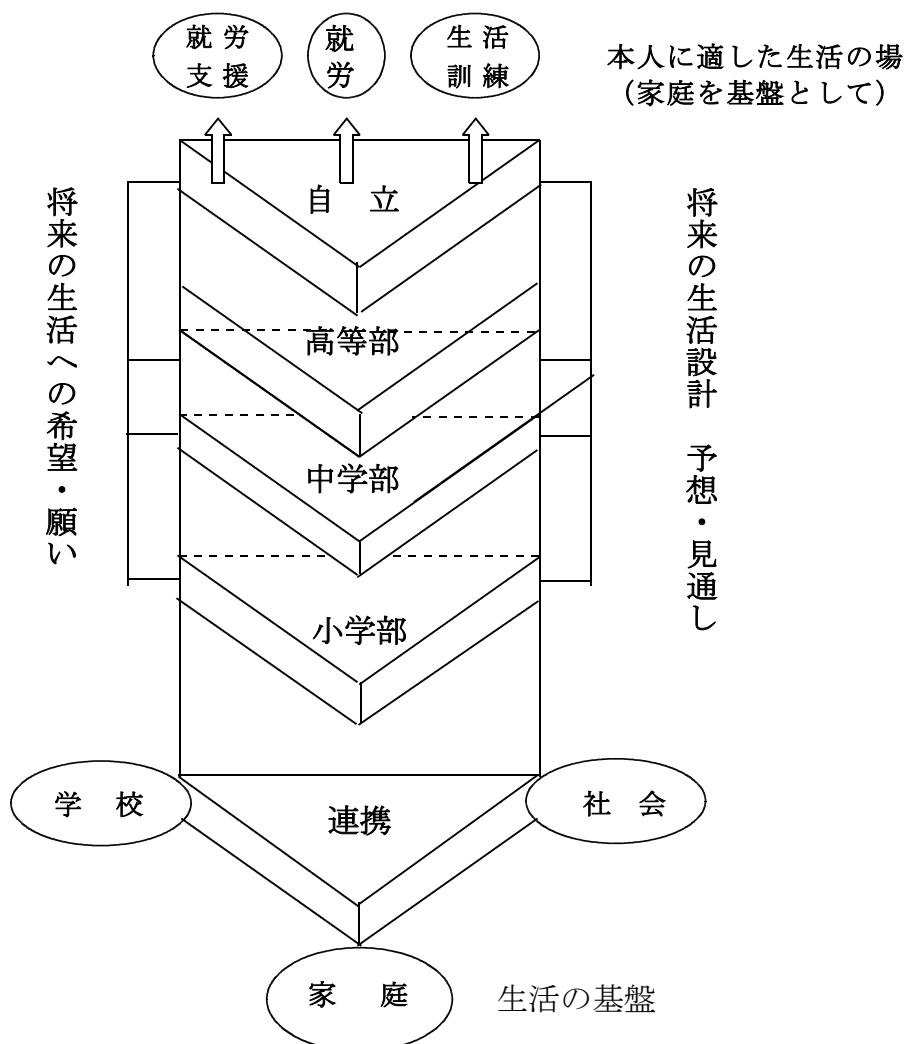 就労
支援
就
労
生活
訓練
本人に適した生活の場
（家庭を基盤として）
自　立
将来の生活への希望・願い
将来の生活設計　予想・見通し
高等部
中学部
小学部
学　校
連携
社　会
家　庭
生活の基盤